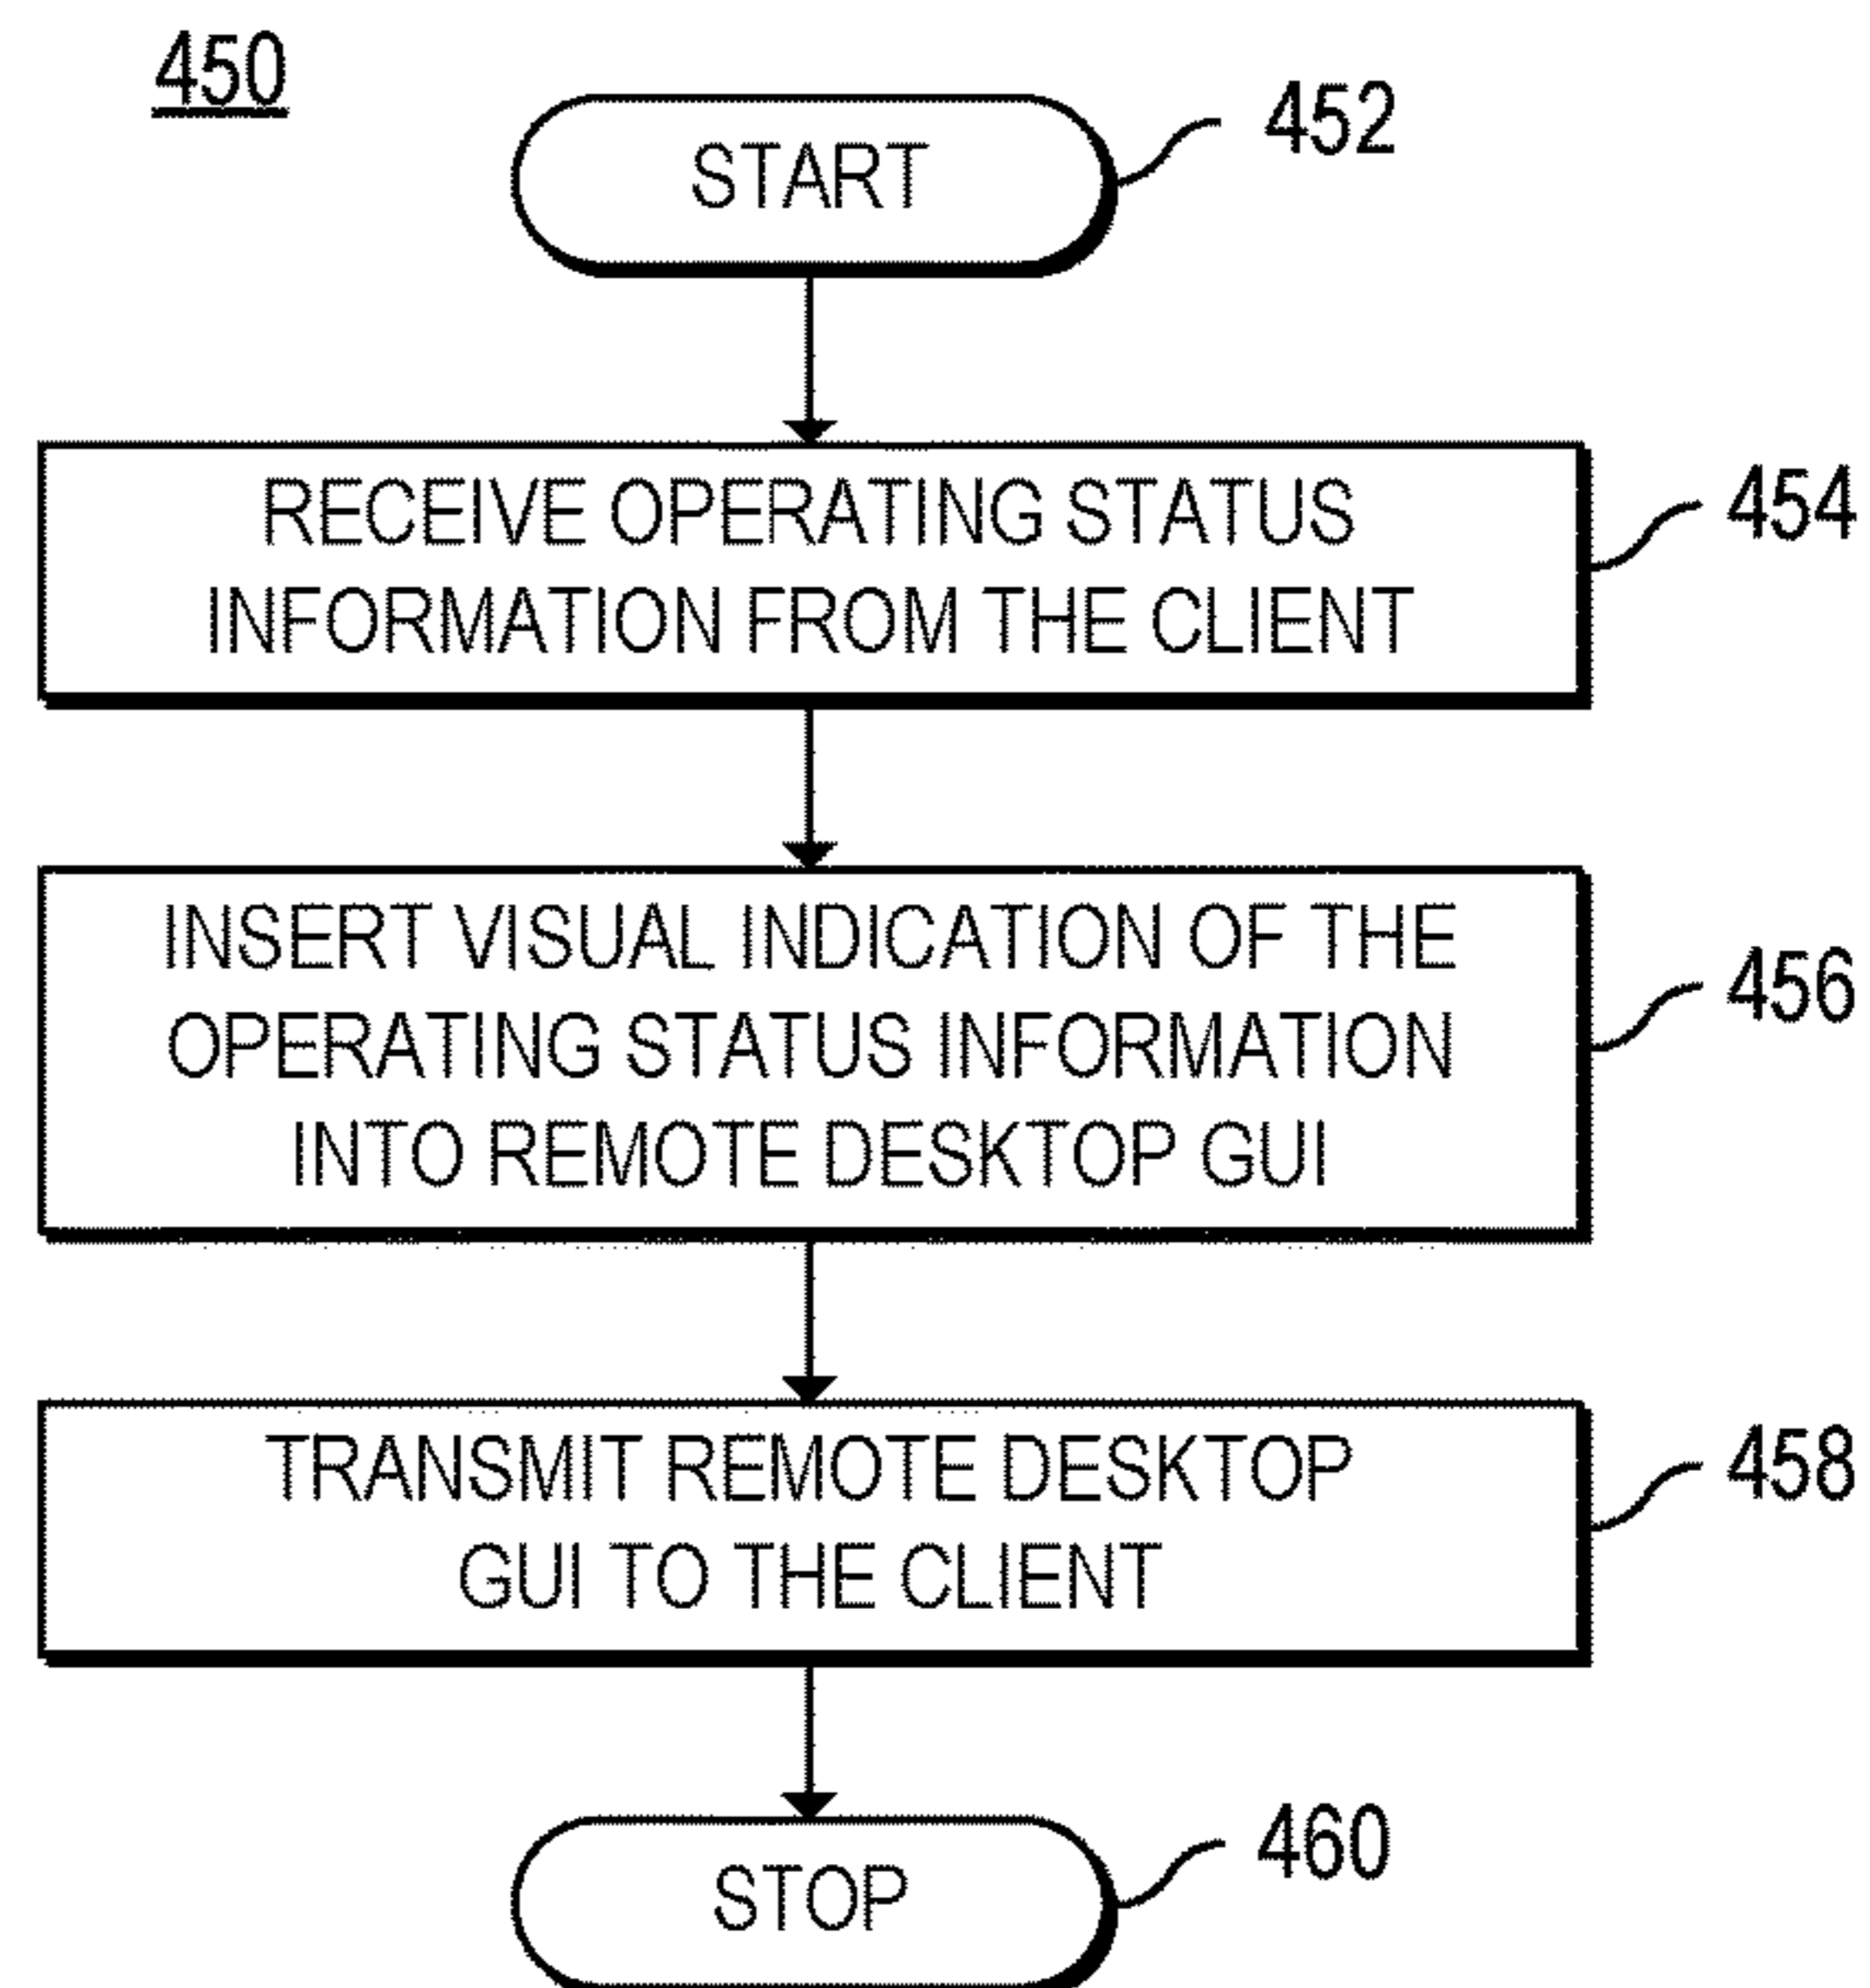 450
START
452
RECEIVE OPERATING STATUS
INFORMATION FROM THE CLIENT
454
INSERT VISUAL INDICATION OF THE
OPERATING STATUS INFORMATION
INTO REMOTE DESKTOP GUI
456
TRANSMIT REMOTE DESKTOP
GUI TO THE CLIENT
458
STOP
460